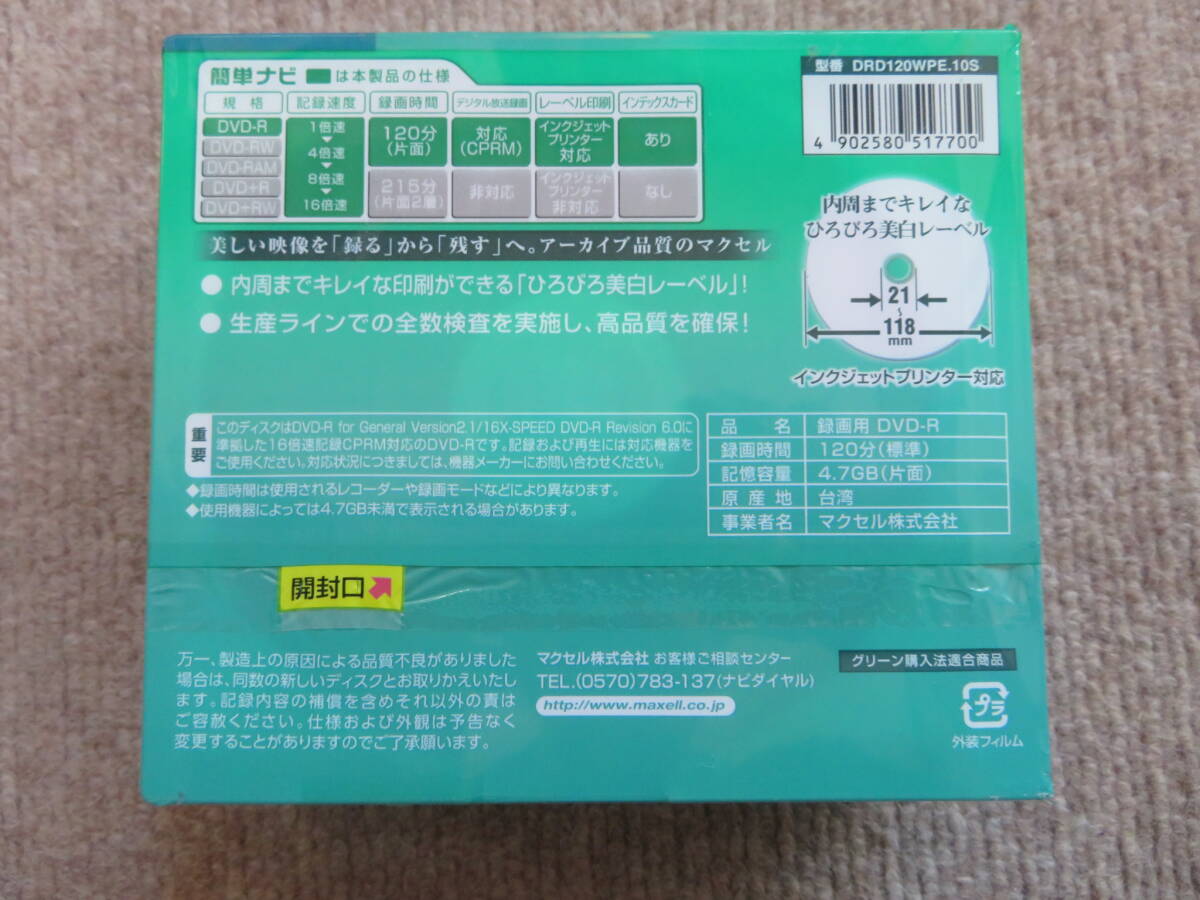 簡単ナビ は本製品の仕様
規格 記録速度 録画時間 デジタル放送録画 レーベル印刷 インデックスカード
DVD-R
DVD-RW
DVD-RAM
DVD+R
DVD+RW
1倍速
4倍速
8倍速
16倍速
120分
(片面)
215分
(片面2層)
対応
(CPRM)
非対応
インクジェット
プリンター
対応
インクジェット
プリンター
非対応
あり
なし
型番 DRD120WPE.10S
4 902580 517700
美しい映像を「録る」から「残す」へ。アーカイブ品質のマクセル
● 内周までキレイな印刷ができる「ひろびろ美白レーベル」!
● 生産ラインでの全数検査を実施し、高品質を確保!
内周までキレイな
ひろびろ美白レーベル
21
~
118
mm
インクジェットプリンター対応
重要
このディスクはDVD-R for General Version2.1/16X-SPEED DVD-R Revision 6.0に
準拠した16倍速記録CPRM対応のDVD-Rです。記録および再生には対応機器を
ご使用ください。対応状況につきましては、機器メーカーにお問い合わせください。
◆録画時間は使用されるレコーダーや録画モードなどにより異なります。
◆使用機器によっては4.7GB未満で表示される場合があります。
品名 録画用 DVD-R
録画時間 120分(標準)
記憶容量 4.7GB(片面)
原産地 台湾
事業者名 マクセル株式会社
開封口
万一、製造上の原因による品質不良がありました
場合は、同数の新しいディスクとお取りかえいたし
ます。記録内容の補償を含めそれ以外の責は
ご容赦ください。仕様および外観は予告なく
変更することがありますのでご了承願います。
マクセル株式会社 お客様ご相談センター
TEL.(0570)783-137(ナビダイヤル)
http://www.maxell.co.jp
グリーン購入法適合商品
プラ
外装フィルム